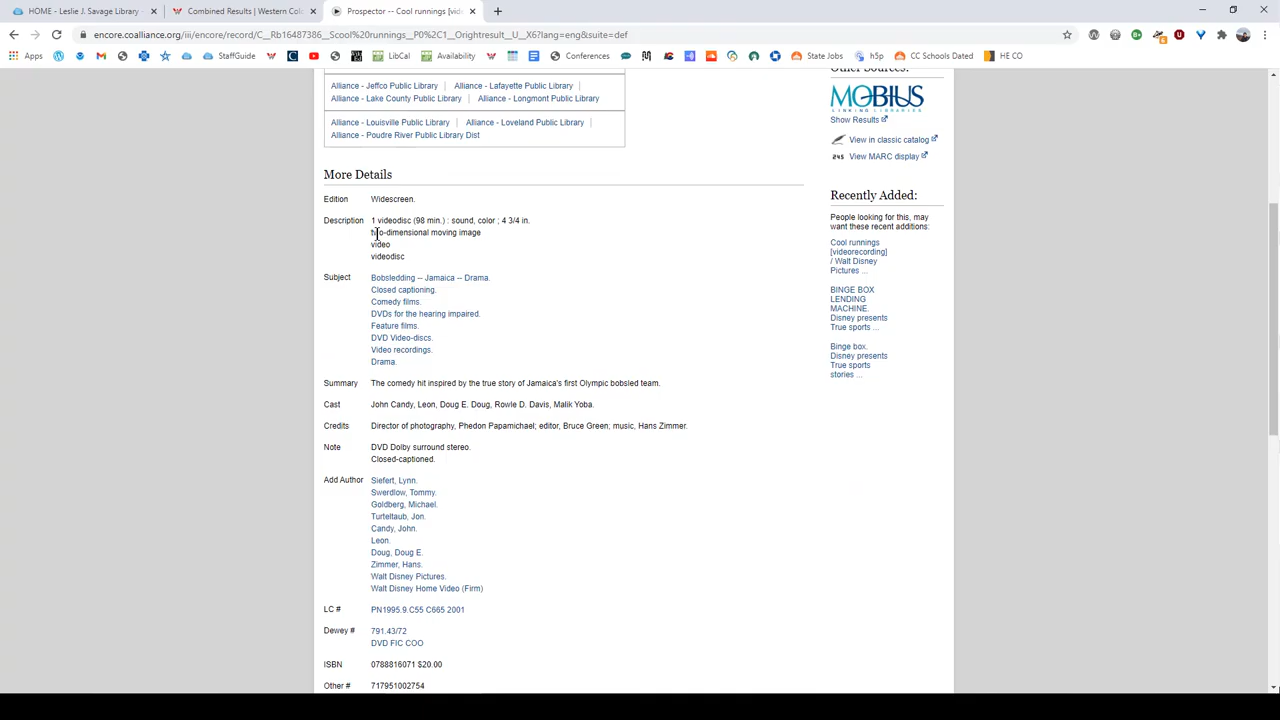 HOME - Leslie J. Savage Library
Combined Results | Western Col
Prospector -- Cool runnings [vid
encore.coalliance.org/iii/encore/record/C__Rb16487386__Scool%20runnings__P0%2C1__Orightresult__U__X6?lang=eng&suite=def
Apps StaffGuide LibCal Availability Conferences h5p State Jobs CC Schools Dated HE CO
Alliance - Jeffco Public Library | Alliance - Lafayette Public Library |
Alliance - Lake County Public Library | Alliance - Longmont Public Library
Alliance - Louisville Public Library | Alliance - Loveland Public Library |
Alliance - Poudre River Public Library Dist
More Details
Edition Widescreen.
Description 1 videodisc (98 min.) : sound, color ; 4 3/4 in.
two-dimensional moving image
video
videodisc
Subject Bobsledding -- Jamaica -- Drama.
Closed captioning.
Comedy films.
DVDs for the hearing impaired.
Feature films.
DVD Video-discs.
Video recordings.
Drama.
Summary The comedy hit inspired by the true story of Jamaica's first Olympic bobsled team.
Cast John Candy, Leon, Doug E. Doug, Rowle D. Davis, Malik Yoba.
Credits Director of photography, Phedon Papamichael; editor, Bruce Green; music, Hans Zimmer.
Note DVD Dolby surround stereo.
Closed-captioned.
Add Author Siefert, Lynn.
Swerdlow, Tommy.
Goldberg, Michael.
Turteltaub, Jon.
Candy, John.
Leon.
Doug, Doug E.
Zimmer, Hans.
Walt Disney Pictures.
Walt Disney Home Video (Firm)
LC # PN1995.9.C55 C665 2001
Dewey # 791.43/72
DVD FIC COO
ISBN 0788816071 $20.00
Other # 717951002754
Other Sources:
MOBIUS
LINKING LIBRARIES
Show Results
View in classic catalog
245 View MARC display
Recently Added:
People looking for this, may
want these recent additions:
Cool runnings
[videorecording]
/ Walt Disney
Pictures ...
BINGE BOX
LENDING
MACHINE.
Disney presents
True sports ...
Binge box.
Disney presents
True sports
stories ...